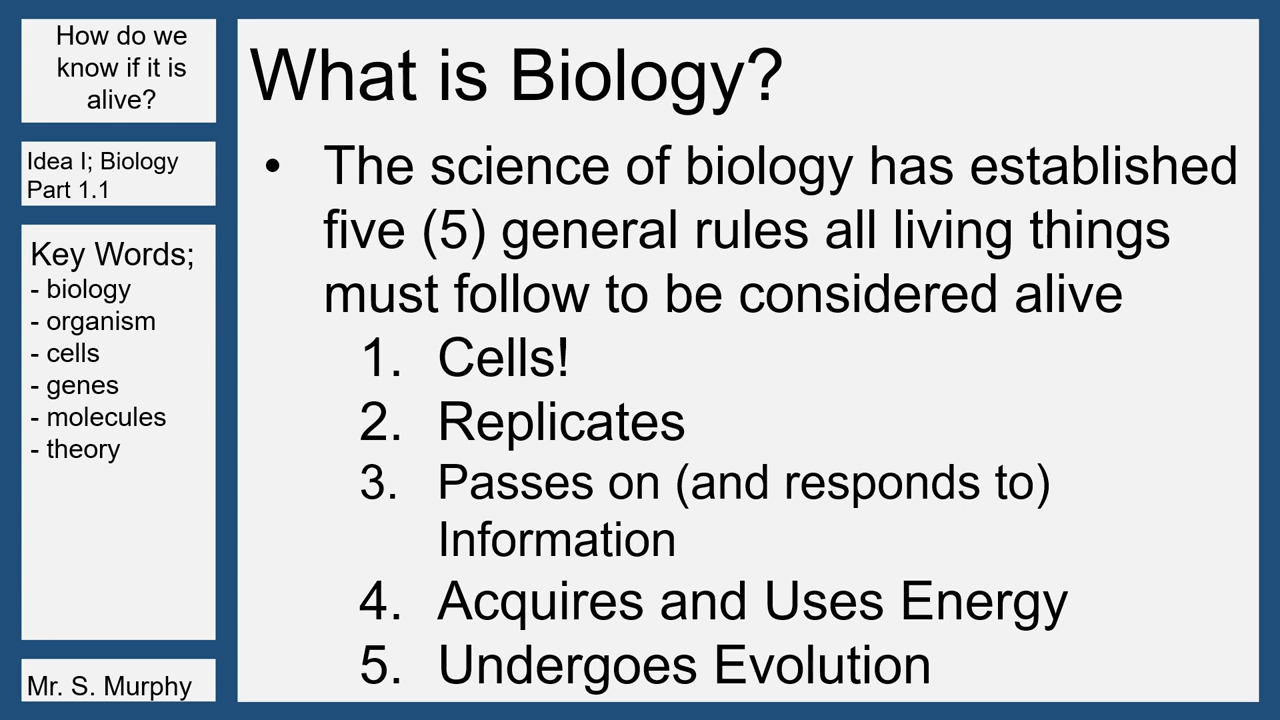 How do we
know if it is
alive?
Idea I; Biology
Part 1.1
Key Words;
- biology
- organism
- cells
- genes
- molecules
- theory
Mr. S. Murphy
What is Biology?
• The science of biology has established
five (5) general rules all living things
must follow to be considered alive
1. Cells!
2. Replicates
3. Passes on (and responds to)
Information
4. Acquires and Uses Energy
5. Undergoes Evolution